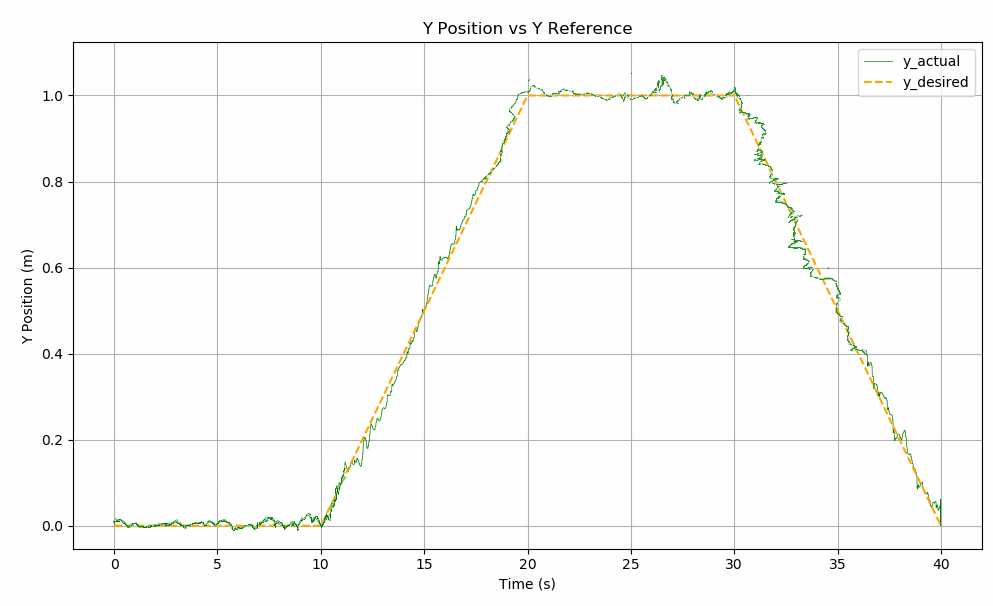 Y Position vs Y Reference
y_actual
y_desired
Y Position (m)
1.0
0.8
0.6
0.4
0.2
0.0
0 5 10 15 20 25 30 35 40
Time (s)